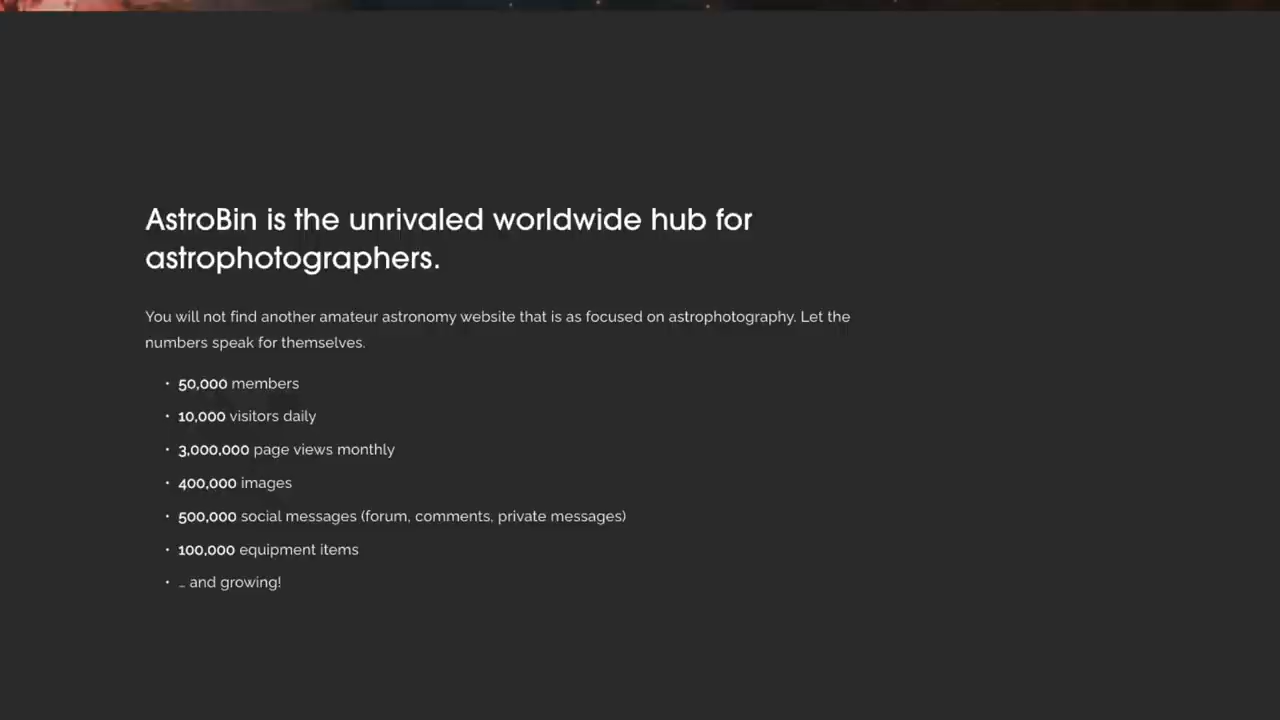 AstroBin is the unrivaled worldwide hub for
astrophotographers.
You will not find another amateur astronomy website that is as focused on astrophotography. Let the
numbers speak for themselves.
• 50,000 members
• 10,000 visitors daily
• 3,000,000 page views monthly
• 400,000 images
• 500,000 social messages (forum, comments, private messages)
• 100,000 equipment items
• … and growing!